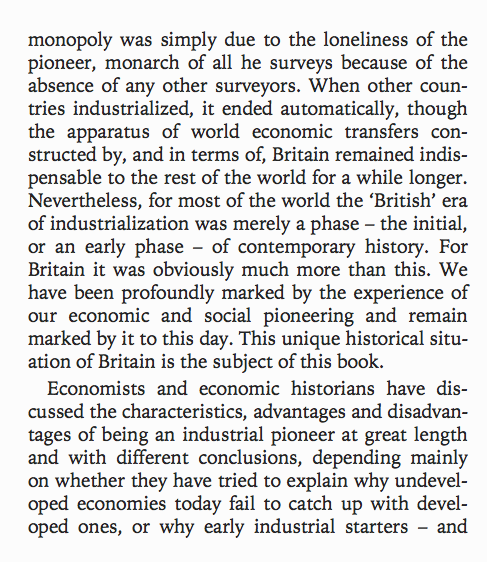 monopoly was simply due to the loneliness of the
pioneer, monarch of all he surveys because of the
absence of any other surveyors. When other coun-
tries industrialized, it ended automatically, though
the apparatus of world economic transfers con-
structed by, and in terms of, Britain remained indis-
pensable to the rest of the world for a while longer.
Nevertheless, for most of the world the ‘British’ era
of industrialization was merely a phase – the initial,
or an early phase – of contemporary history. For
Britain it was obviously much more than this. We
have been profoundly marked by the experience of
our economic and social pioneering and remain
marked by it to this day. This unique historical situ-
ation of Britain is the subject of this book.
Economists and economic historians have dis-
cussed the characteristics, advantages and disadvan-
tages of being an industrial pioneer at great length
and with different conclusions, depending mainly
on whether they have tried to explain why undevel-
oped economies today fail to catch up with devel-
oped ones, or why early industrial starters – and